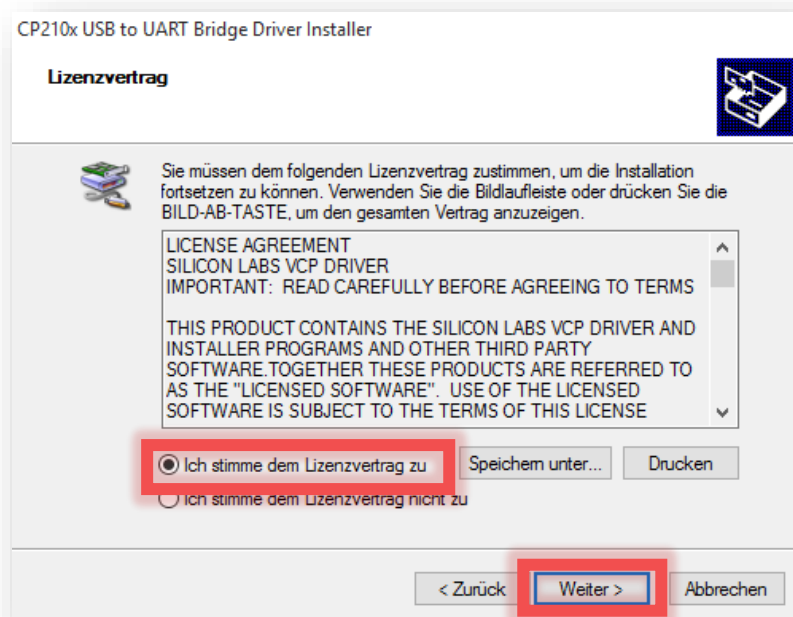 CP210x USB to UART Bridge Driver Installer
Lizenzvertrag
Sie müssen dem folgenden Lizenzvertrag zustimmen, um die Installation
fortsetzen zu können. Verwenden Sie die Bildlaufleiste oder drücken Sie die
BILD-AB-TASTE, um den gesamten Vertrag anzuzeigen.
LICENSE AGREEMENT
SILICON LABS VCP DRIVER
IMPORTANT:  READ CAREFULLY BEFORE AGREEING TO TERMS
THIS PRODUCT CONTAINS THE SILICON LABS VCP DRIVER AND
INSTALLER PROGRAMS AND OTHER THIRD PARTY
SOFTWARE.TOGETHER THESE PRODUCTS ARE REFERRED TO
AS THE "LICENSED SOFTWARE".  USE OF THE LICENSED
SOFTWARE IS SUBJECT TO THE TERMS OF THIS LICENSE
Ich stimme dem Lizenzvertrag zu
Speichern unter...
Drucken
Ich stimme dem Lizenzvertrag nicht zu
< Zurück
Weiter >
Abbrechen